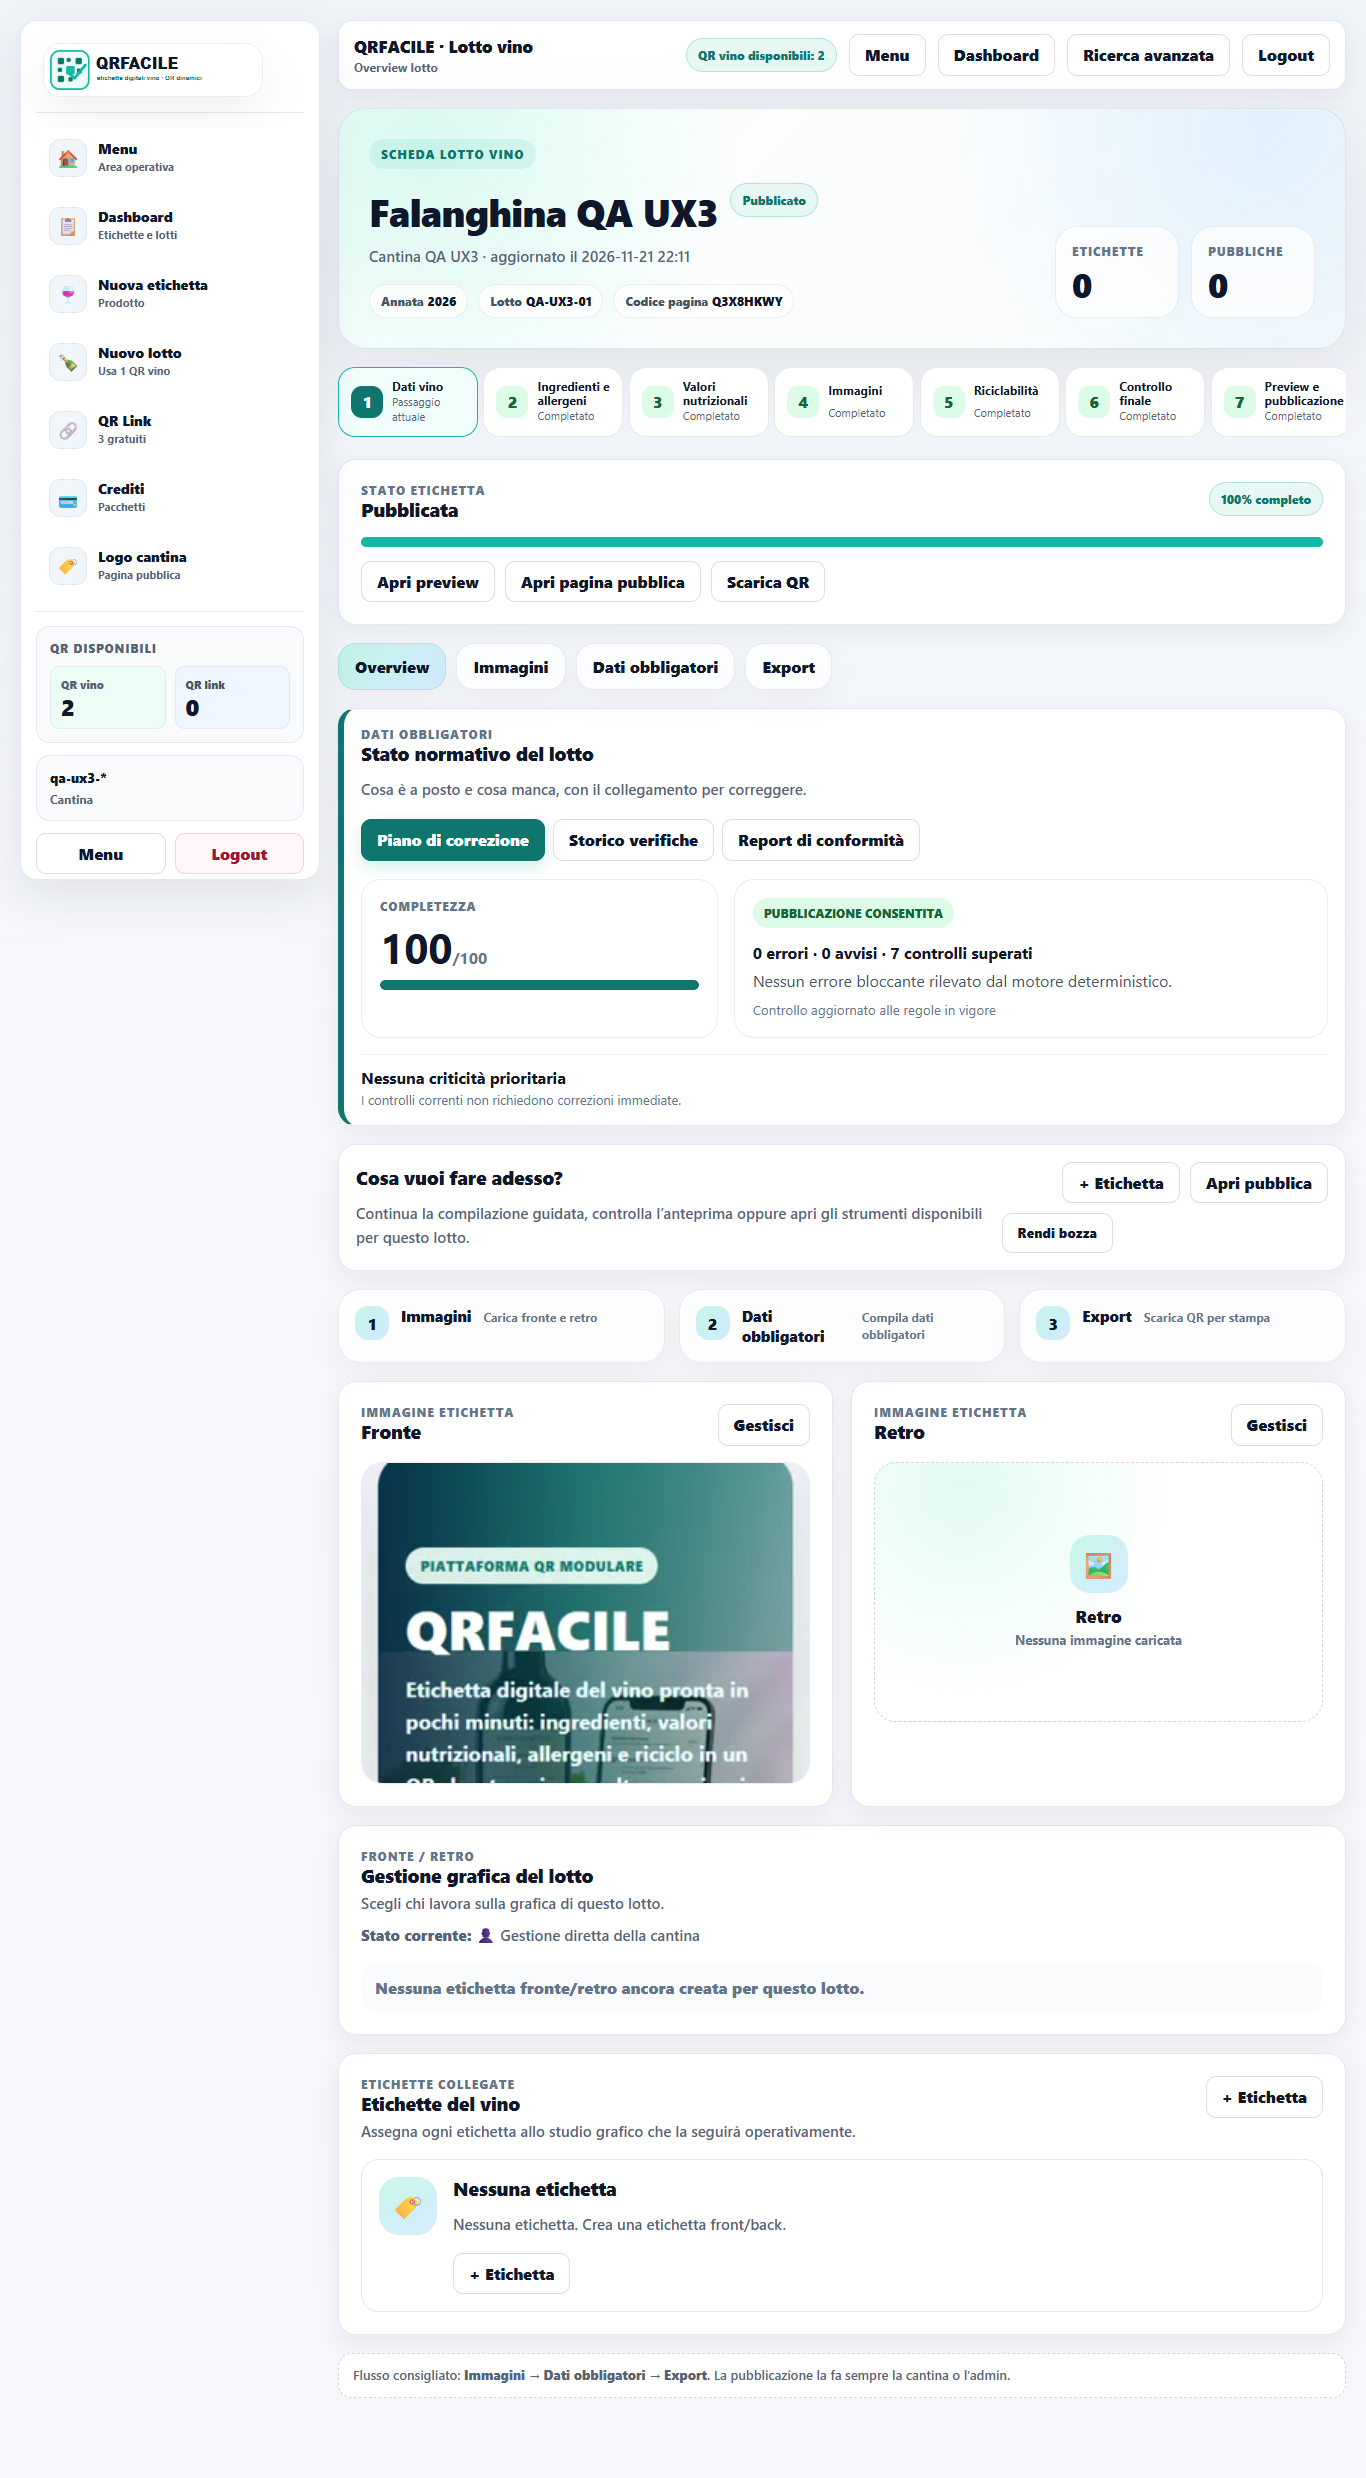 QRFACILE
etichette digitali vino · QR dinamici
Menu
Area operativa
Dashboard
Etichette e lotti
Nuova etichetta
Prodotto
Nuovo lotto
Usa 1 QR vino
QR Link
3 gratuiti
Crediti
Pacchetti
Logo cantina
Pagina pubblica
QR DISPONIBILI
QR vino
2
QR link
0
qa-ux3-*
Cantina
Menu
Logout
QRFACILE · Lotto vino
Overview lotto
QR vino disponibili: 2
Menu
Dashboard
Ricerca avanzata
Logout
SCHEDA LOTTO VINO
Falanghina QA UX3
Pubblicato
Cantina QA UX3 · aggiornato il 2026-11-21 22:11
Annata 2026
Lotto QA-UX3-01
Codice pagina Q3X8HKWY
ETICHETTE
0
PUBBLICHE
0
1
Dati vino
Passaggio
attuale
2
Ingredienti e
allergeni
Completato
3
Valori
nutrizionali
Completato
4
Immagini
Completato
5
Riciclabilità
Completato
6
Controllo
finale
Completato
7
Preview e
pubblicazione
Completato
STATO ETICHETTA
Pubblicata
100% completo
Apri preview
Apri pagina pubblica
Scarica QR
Overview
Immagini
Dati obbligatori
Export
DATI OBBLIGATORI
Stato normativo del lotto
Cosa è a posto e cosa manca, con il collegamento per correggere.
Piano di correzione
Storico verifiche
Report di conformità
COMPLETEZZA
100/100
PUBBLICAZIONE CONSENTITA
0 errori · 0 avvisi · 7 controlli superati
Nessun errore bloccante rilevato dal motore deterministico.
Controllo aggiornato alle regole in vigore
Nessuna criticità prioritaria
I controlli correnti non richiedono correzioni immediate.
Cosa vuoi fare adesso?
Continua la compilazione guidata, controlla l’anteprima oppure apri gli strumenti disponibili
per questo lotto.
+ Etichetta
Apri pubblica
Rendi bozza
1
Immagini
Carica fronte e retro
2
Dati
obbligatori
Compila dati
obbligatori
3
Export
Scarica QR per stampa
IMMAGINE ETICHETTA
Fronte
Gestisci
PIATTAFORMA QR MODULARE
QRFACILE
Etichetta digitale del vino pronta in
pochi minuti: ingredienti, valori
nutrizionali, allergeni e riciclo in un
IMMAGINE ETICHETTA
Retro
Gestisci
Retro
Nessuna immagine caricata
FRONTE / RETRO
Gestione grafica del lotto
Scegli chi lavora sulla grafica di questo lotto.
Stato corrente: 👤 Gestione diretta della cantina
Nessuna etichetta fronte/retro ancora creata per questo lotto.
ETICHETTE COLLEGATE
Etichette del vino
Assegna ogni etichetta allo studio grafico che la seguirà operativamente.
+ Etichetta
Nessuna etichetta
Nessuna etichetta. Crea una etichetta front/back.
+ Etichetta
Flusso consigliato: Immagini → Dati obbligatori → Export. La pubblicazione la fa sempre la cantina o l’admin.